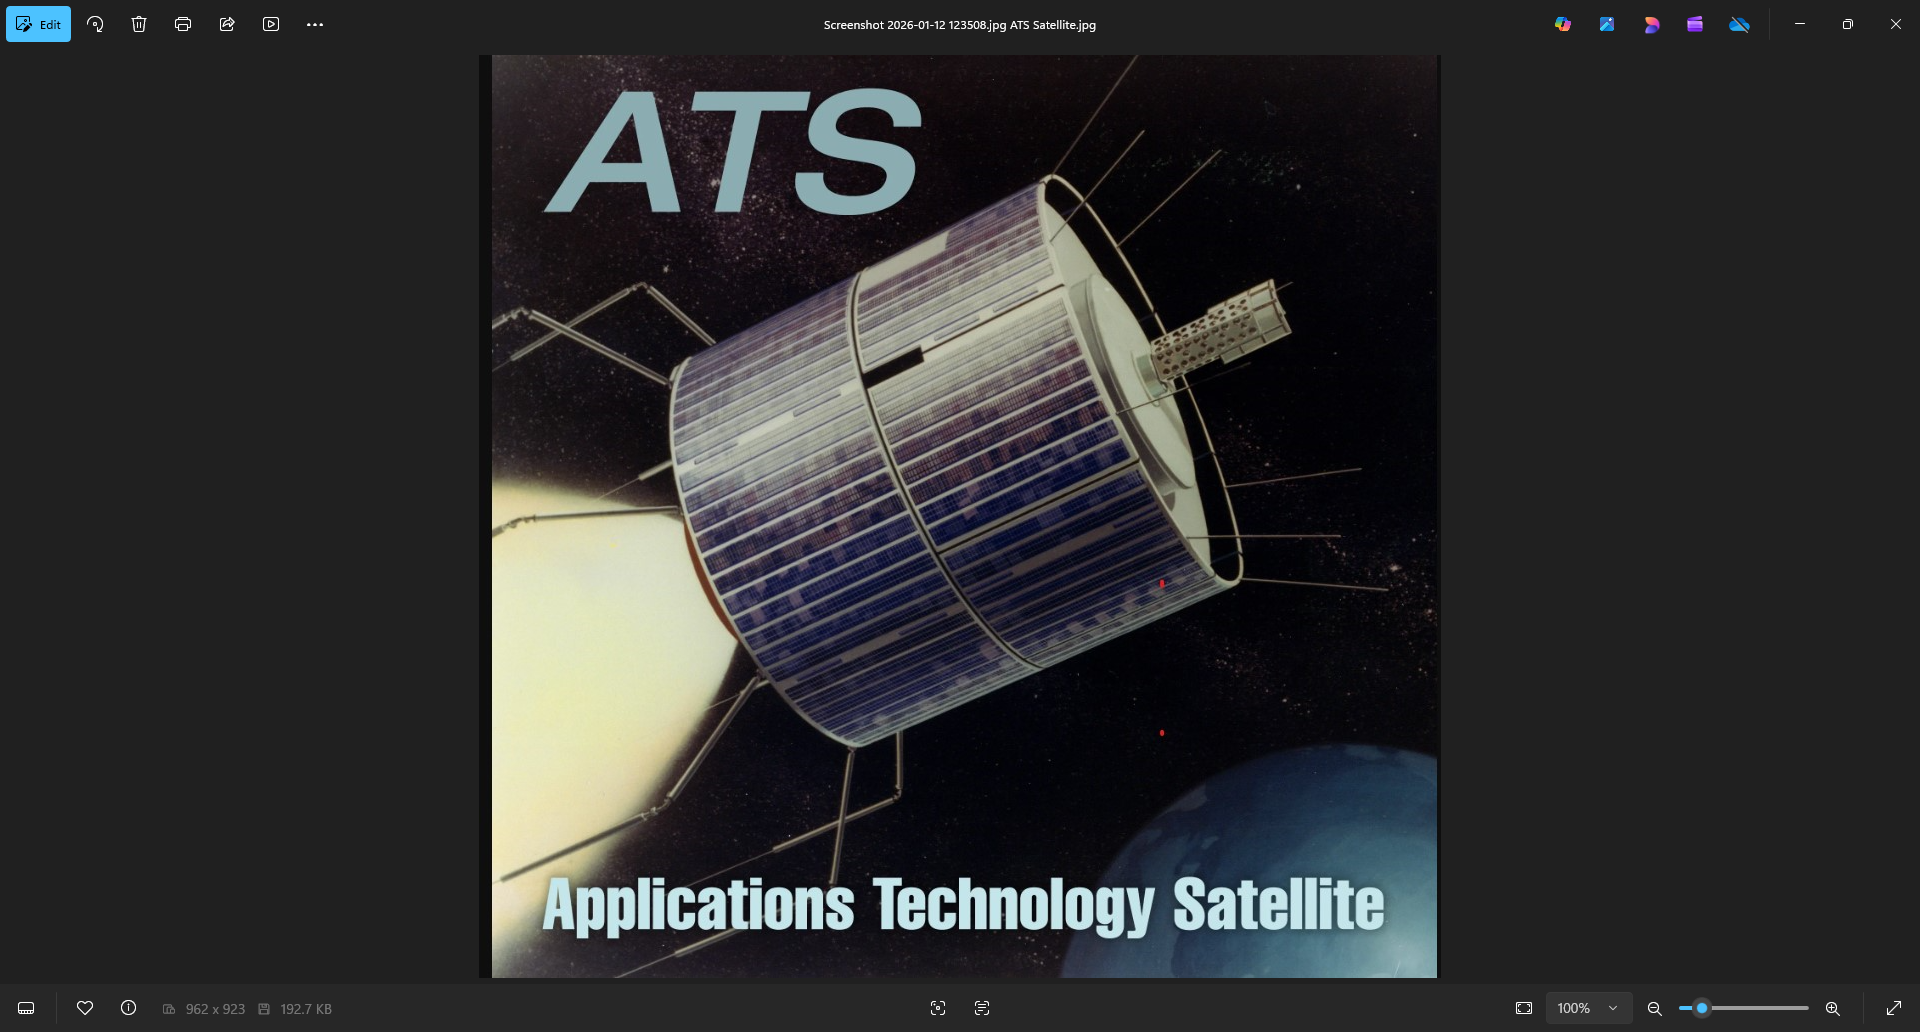 Edit
Screenshot 2026-01-12 123508.jpg ATS Satellite.jpg
ATS
Applications Technology Satellite
962 x 923
192.7 KB
100%